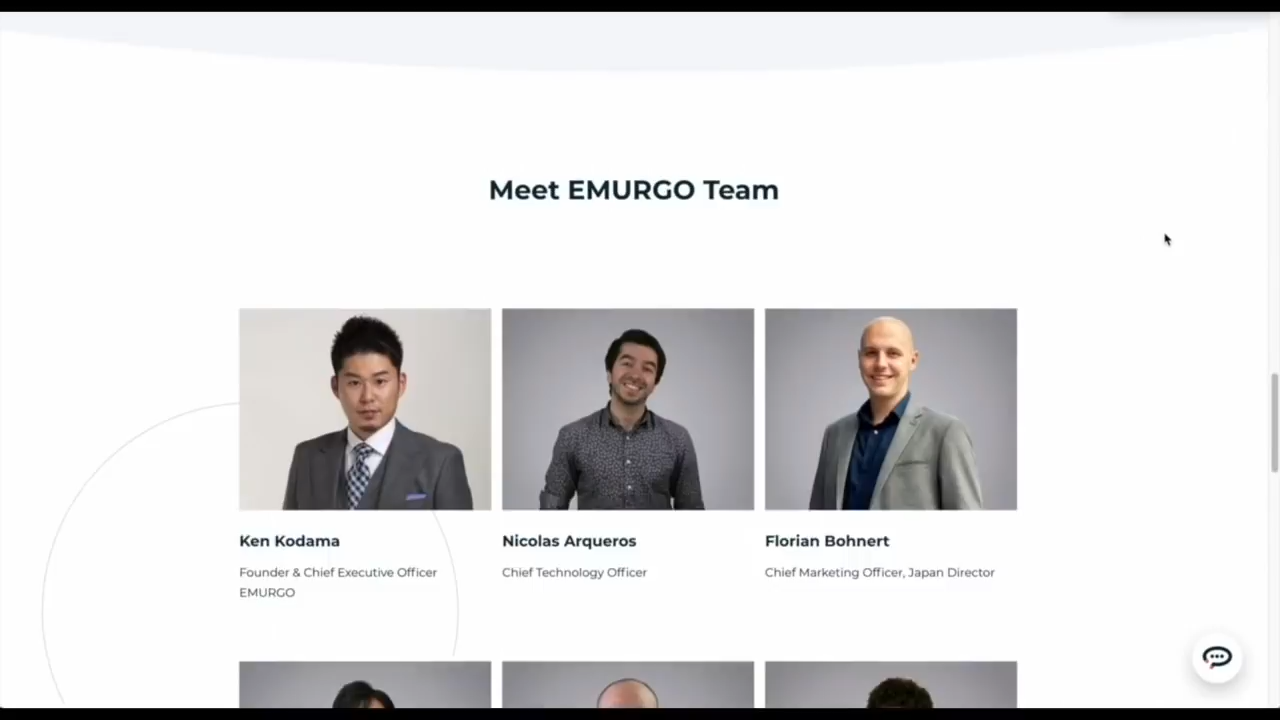 Meet EMURGO Team
Ken Kodama
Founder & Chief Executive Officer
EMURGO
Nicolas Arqueros
Chief Technology Officer
Florian Bohnert
Chief Marketing Officer, Japan Director